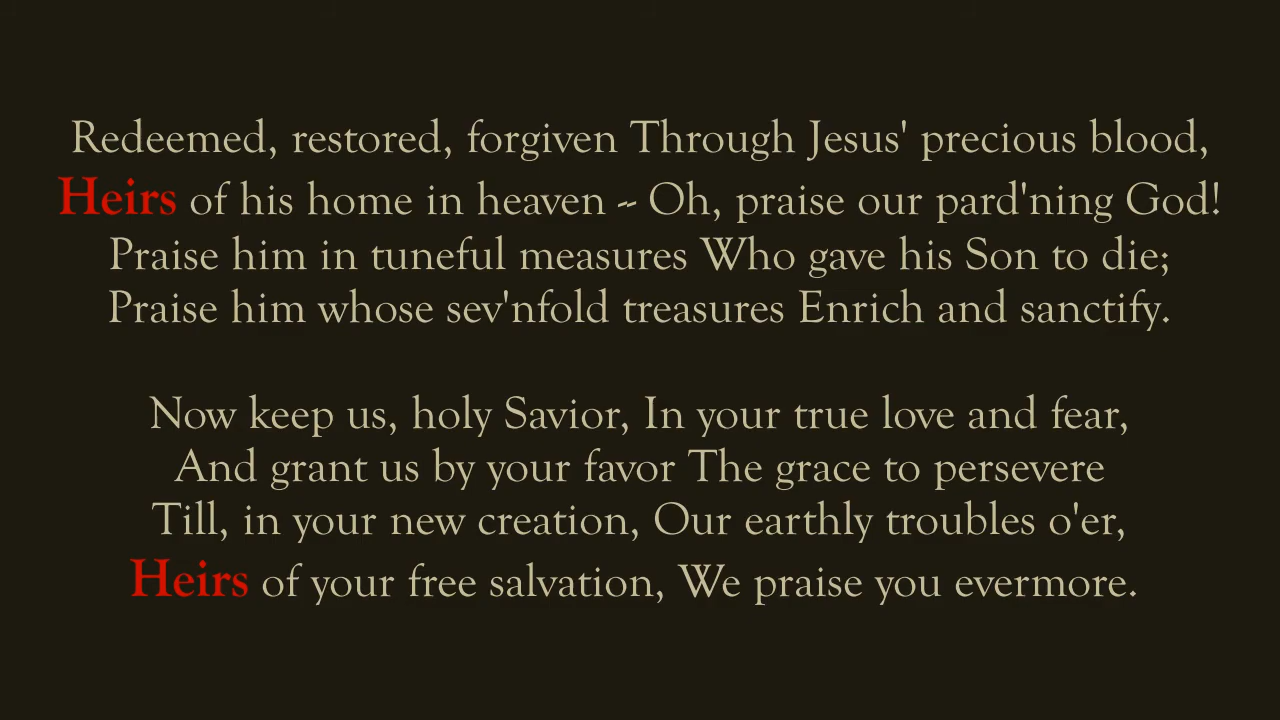 Redeemed, restored, forgiven Through Jesus' precious blood,
Heirs of his home in heaven -- Oh, praise our pard'ning God!
Praise him in tuneful measures Who gave his Son to die;
Praise him whose sev'nfold treasures Enrich and sanctify.
Now keep us, holy Savior, In your true love and fear,
And grant us by your favor The grace to persevere
Till, in your new creation, Our earthly troubles o'er,
Heirs of your free salvation, We praise you evermore.